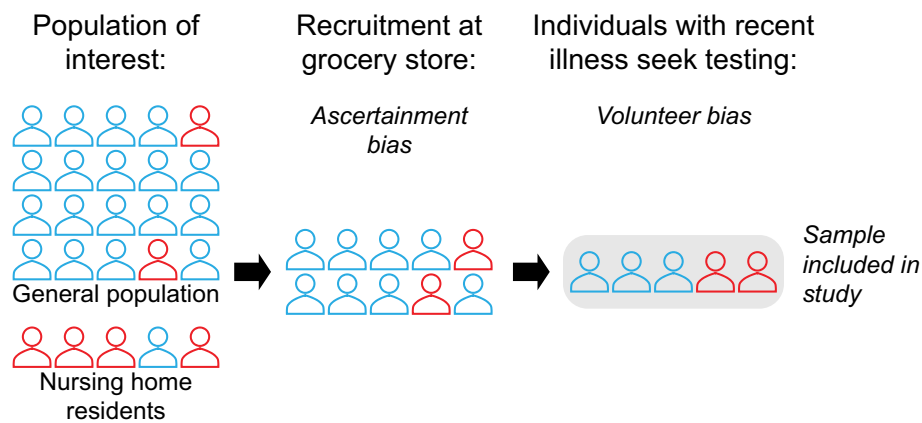 Population of
interest:
General population
Nursing home
residents
Recruitment at
grocery store:
Ascertainment
bias
Individuals with recent
illness seek testing:
Volunteer bias
Sample
included in
study